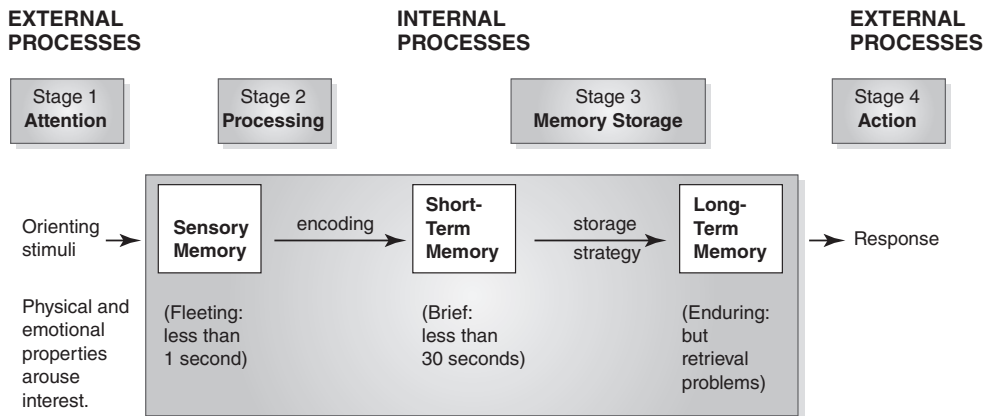 EXTERNAL
PROCESSES
INTERNAL
PROCESSES
EXTERNAL
PROCESSES
Stage 1
Attention
Stage 2
Processing
Stage 3
Memory Storage
Stage 4
Action
Orienting
stimuli
Sensory
Memory
encoding
Short-
Term
Memory
storage
strategy
Long-
Term
Memory
Response
Physical and
emotional
properties
arouse
interest.
(Fleeting:
less than
1 second)
(Brief:
less than
30 seconds)
(Enduring:
but
retrieval
problems)